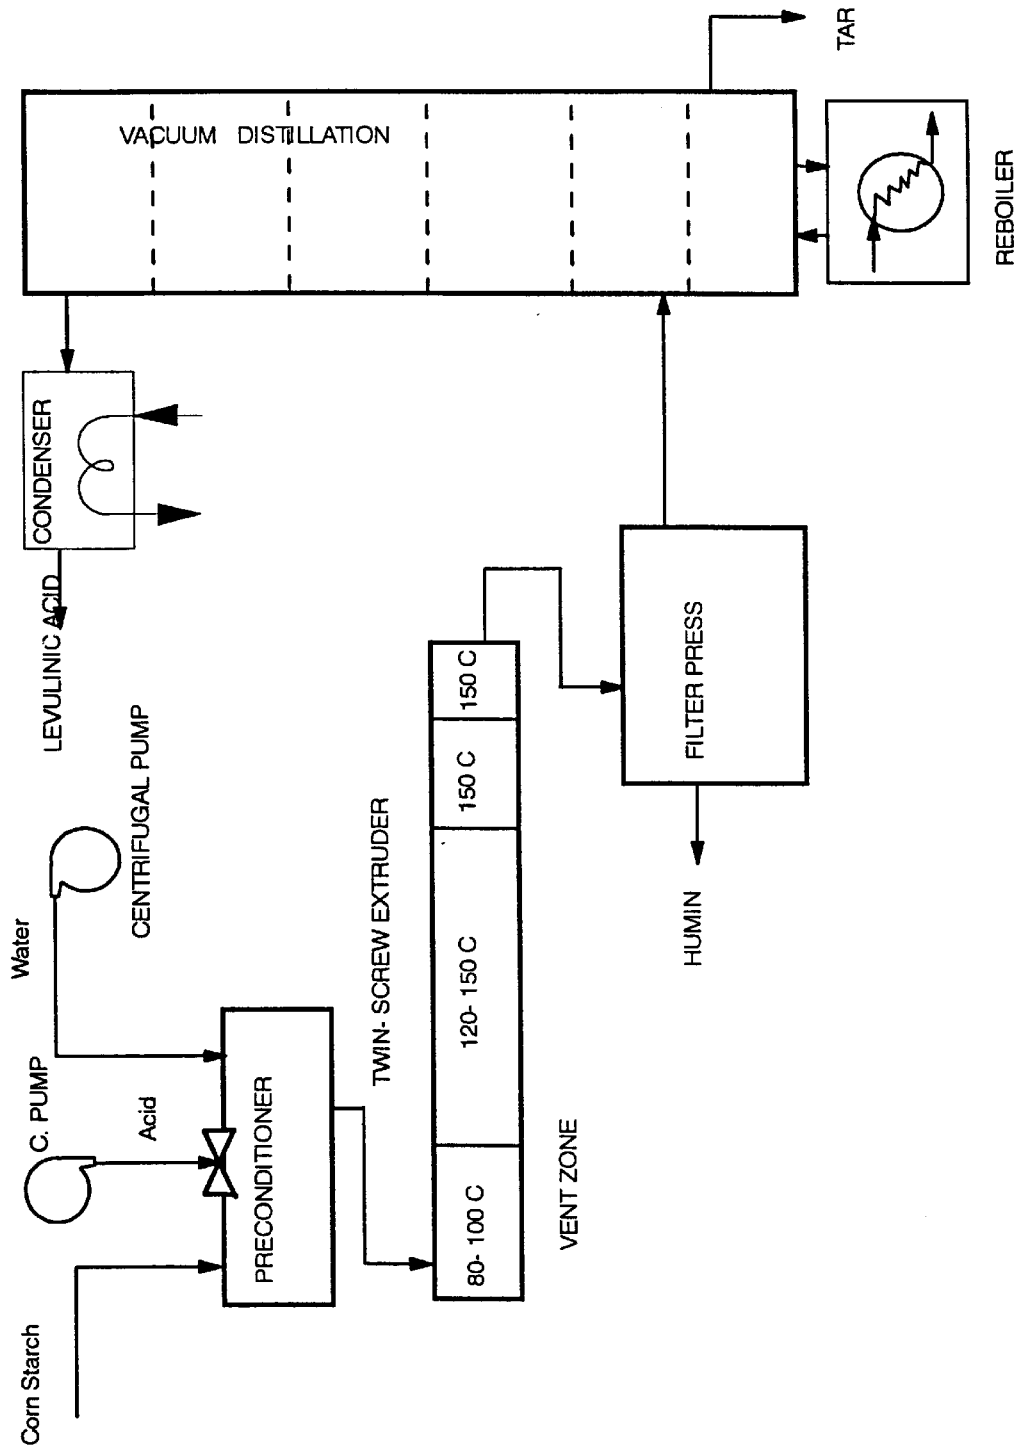 Corn Starch
C. PUMP
Acid
Water
CENTRIFUGAL PUMP
PRECONDITIONER
TWIN- SCREW EXTRUDER
80- 100 C
120- 150 C
150 C
150 C
VENT ZONE
HUMIN
FILTER PRESS
LEVULINIC ACID
CONDENSER
VACUUM DISTILLATION
TAR
REBOILER